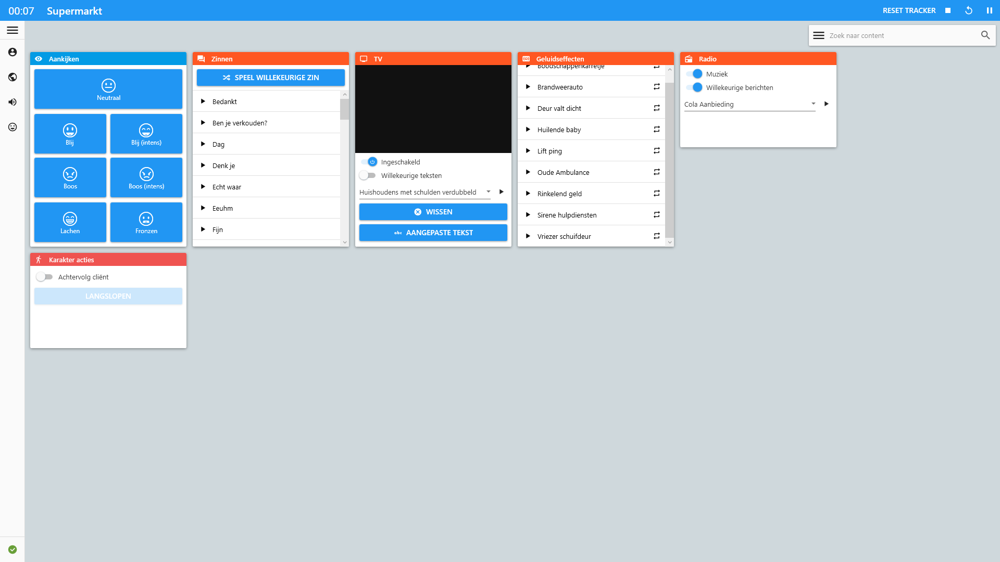 00:07 Supermarkt RESET TRACKER
Zoek naar content
Aankijken
Neutraal
Blij
Blij (intens)
Boos
Boos (intens)
Lachen
Fronzen
Zinnen
SPEEL WILLEKEURIGE ZIN
Bedankt
Ben je verkouden?
Dag
Denk je
Echt waar
Eeuhm
Fijn
TV
Ingeschakeld
Willekeurige teksten
Huishoudens met schulden verdubbeld
WISSEN
abc AANGEPASTE TEKST
Geluidseffecten
Boodschappenkarretje
Brandweerauto
Deur valt dicht
Huilende baby
Lift ping
Oude Ambulance
Rinkelend geld
Sirene hulpdiensten
Vriezer schuifdeur
Radio
Muziek
Willekeurige berichten
Cola Aanbieding
Karakter acties
Achtervolg cliënt
LANGSLOPEN